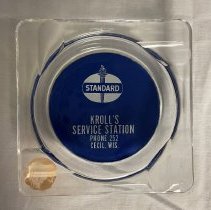 STANDARD
KROLL'S
SERVICE STATION
PHONE 252
CECIL, WIS.